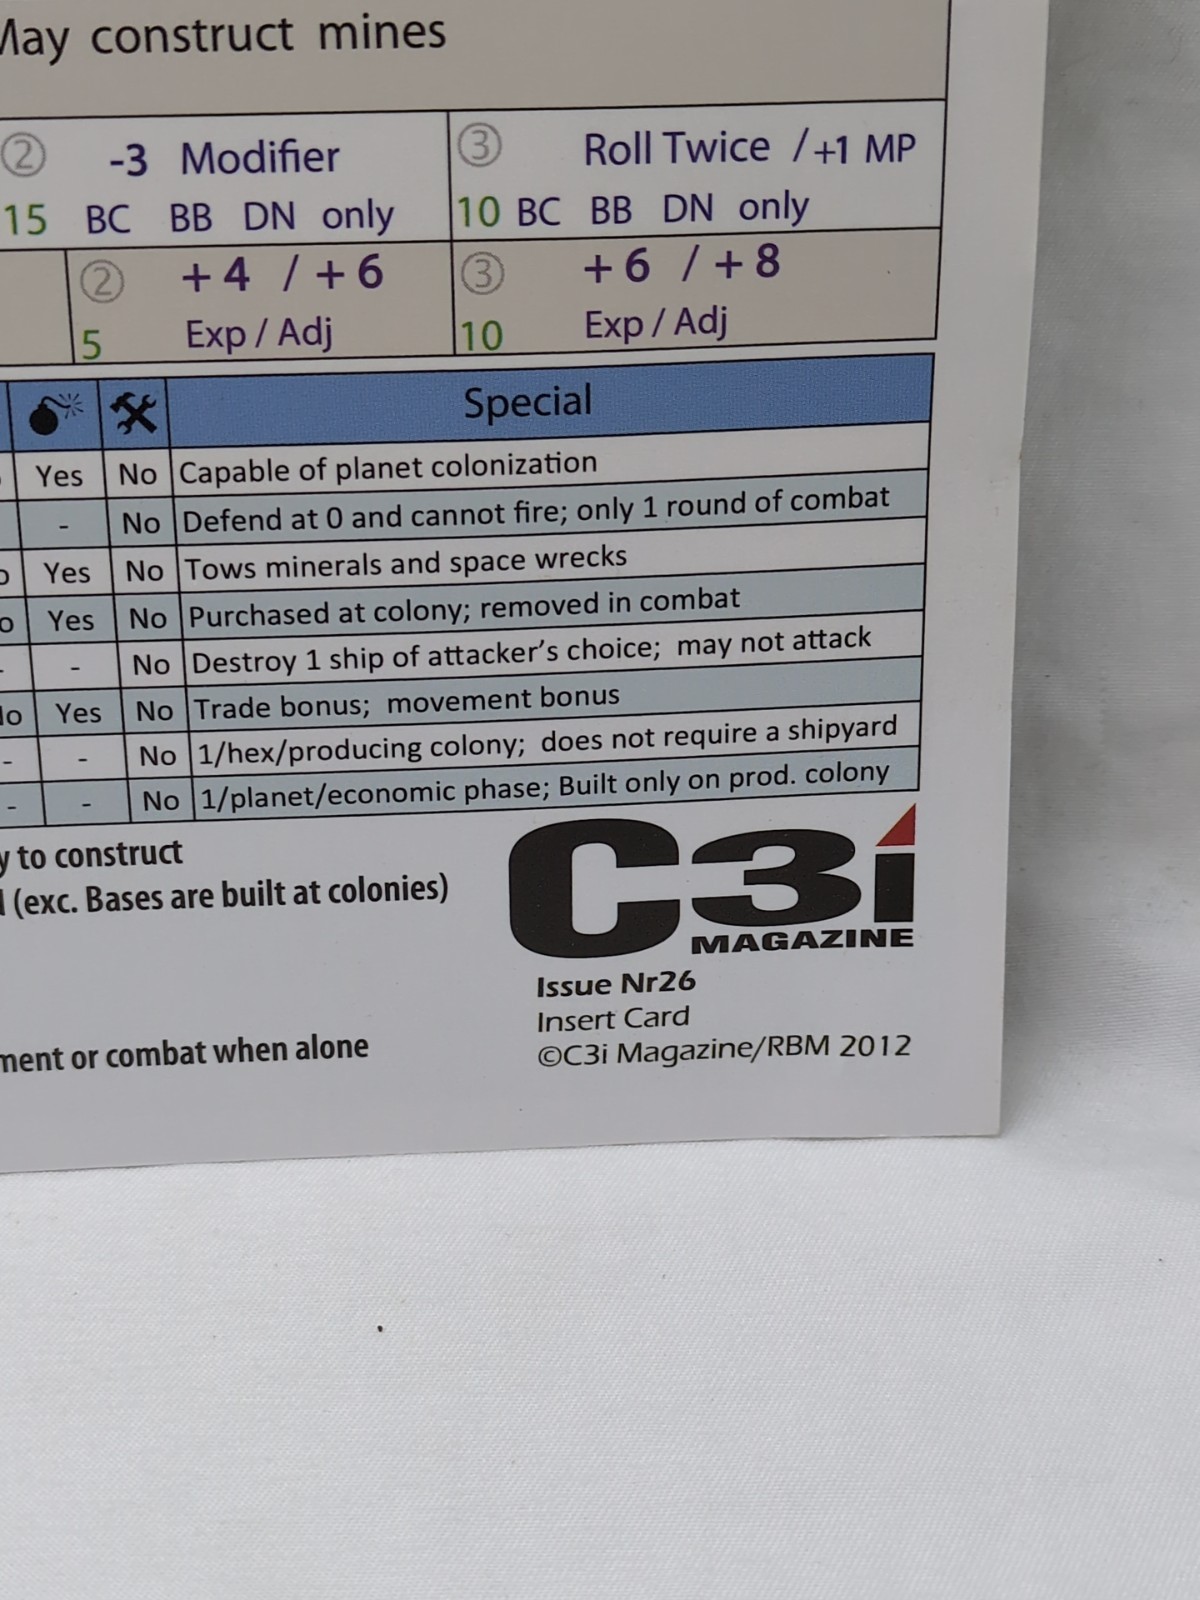 May construct mines
② -3 Modifier
15 BC BB DN only
③ Roll Twice / +1 MP
10 BC BB DN only
② +4 / +6
5 Exp / Adj
③ +6 / +8
10 Exp / Adj
Special
Yes No Capable of planet colonization
- No Defend at 0 and cannot fire; only 1 round of combat
Yes No Tows minerals and space wrecks
Yes No Purchased at colony; removed in combat
- - No Destroy 1 ship of attacker's choice; may not attack
Yes No Trade bonus; movement bonus
- - No 1/hex/producing colony; does not require a shipyard
- - No 1/planet/economic phase; Built only on prod. colony
y to construct
(exc. Bases are built at colonies)
ment or combat when alone
C3i
MAGAZINE
Issue Nr26
Insert Card
©C3i Magazine/RBM 2012